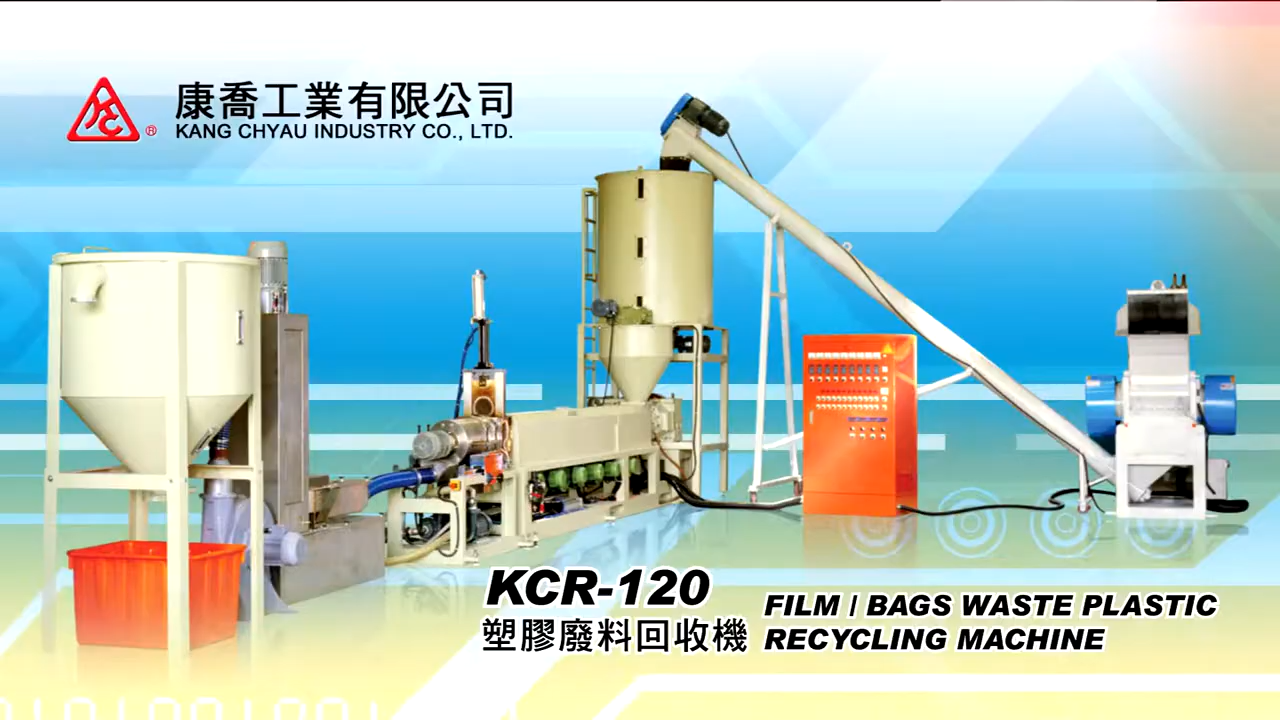 康喬工業有限公司
KANG CHYAU INDUSTRY CO., LTD.
KC®
KCR-120
塑膠廢料回收機
FILM / BAGS WASTE PLASTIC
RECYCLING MACHINE